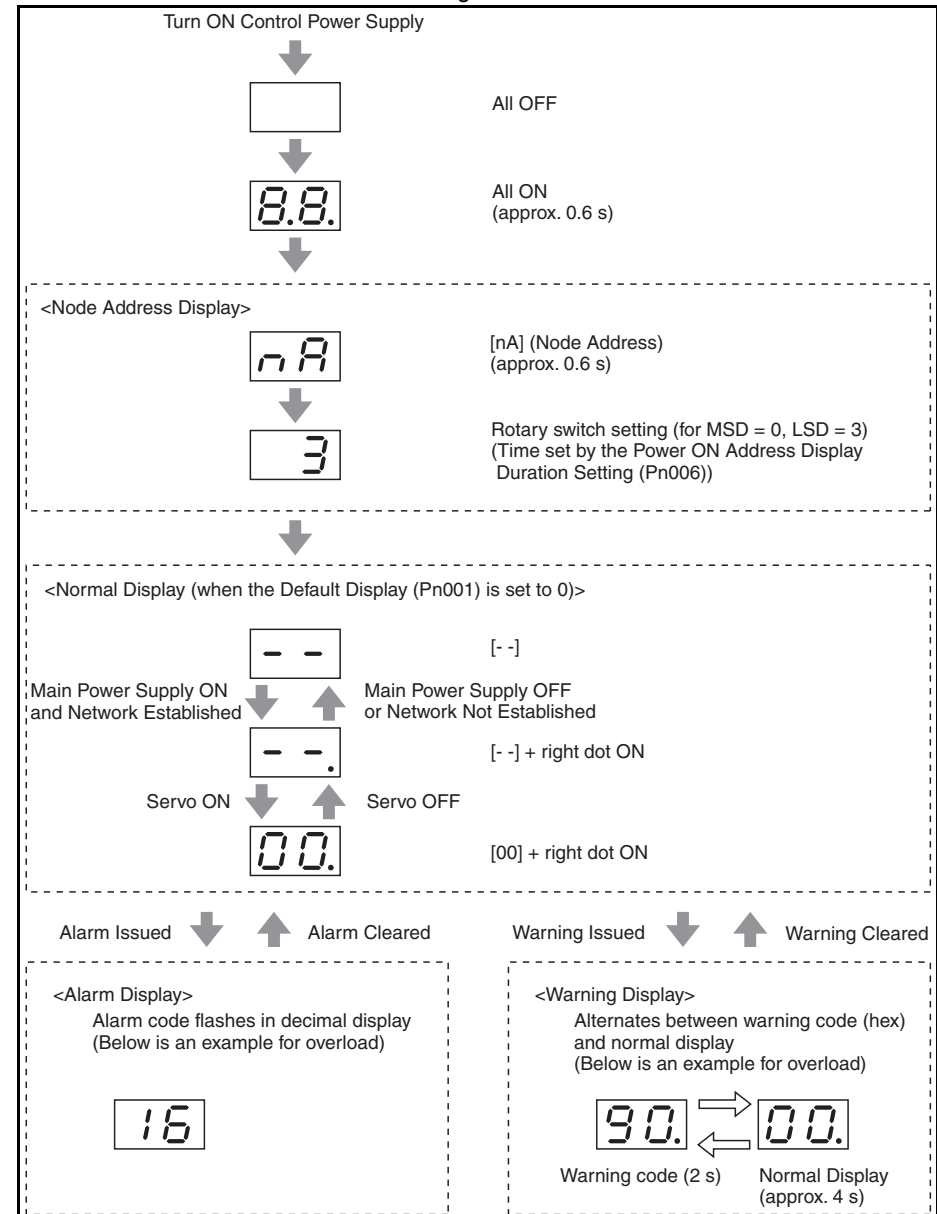 Turn ON Control Power Supply
All OFF
8.8.
All ON
(approx. 0.6 s)
<Node Address Display>
nA
[nA] (Node Address)
(approx. 0.6 s)
3
Rotary switch setting (for MSD = 0, LSD = 3)
(Time set by the Power ON Address Display
Duration Setting (Pn006))
<Normal Display (when the Default Display (Pn001) is set to 0)>
- -
[- -]
Main Power Supply ON
and Network Established
Main Power Supply OFF
or Network Not Established
- -.
[- -] + right dot ON
Servo ON
Servo OFF
00.
[00] + right dot ON
Alarm Issued
Alarm Cleared
Warning Issued
Warning Cleared
<Alarm Display>
Alarm code flashes in decimal display
(Below is an example for overload)
16
<Warning Display>
Alternates between warning code (hex)
and normal display
(Below is an example for overload)
90.
00.
Warning code (2 s)
Normal Display
(approx. 4 s)